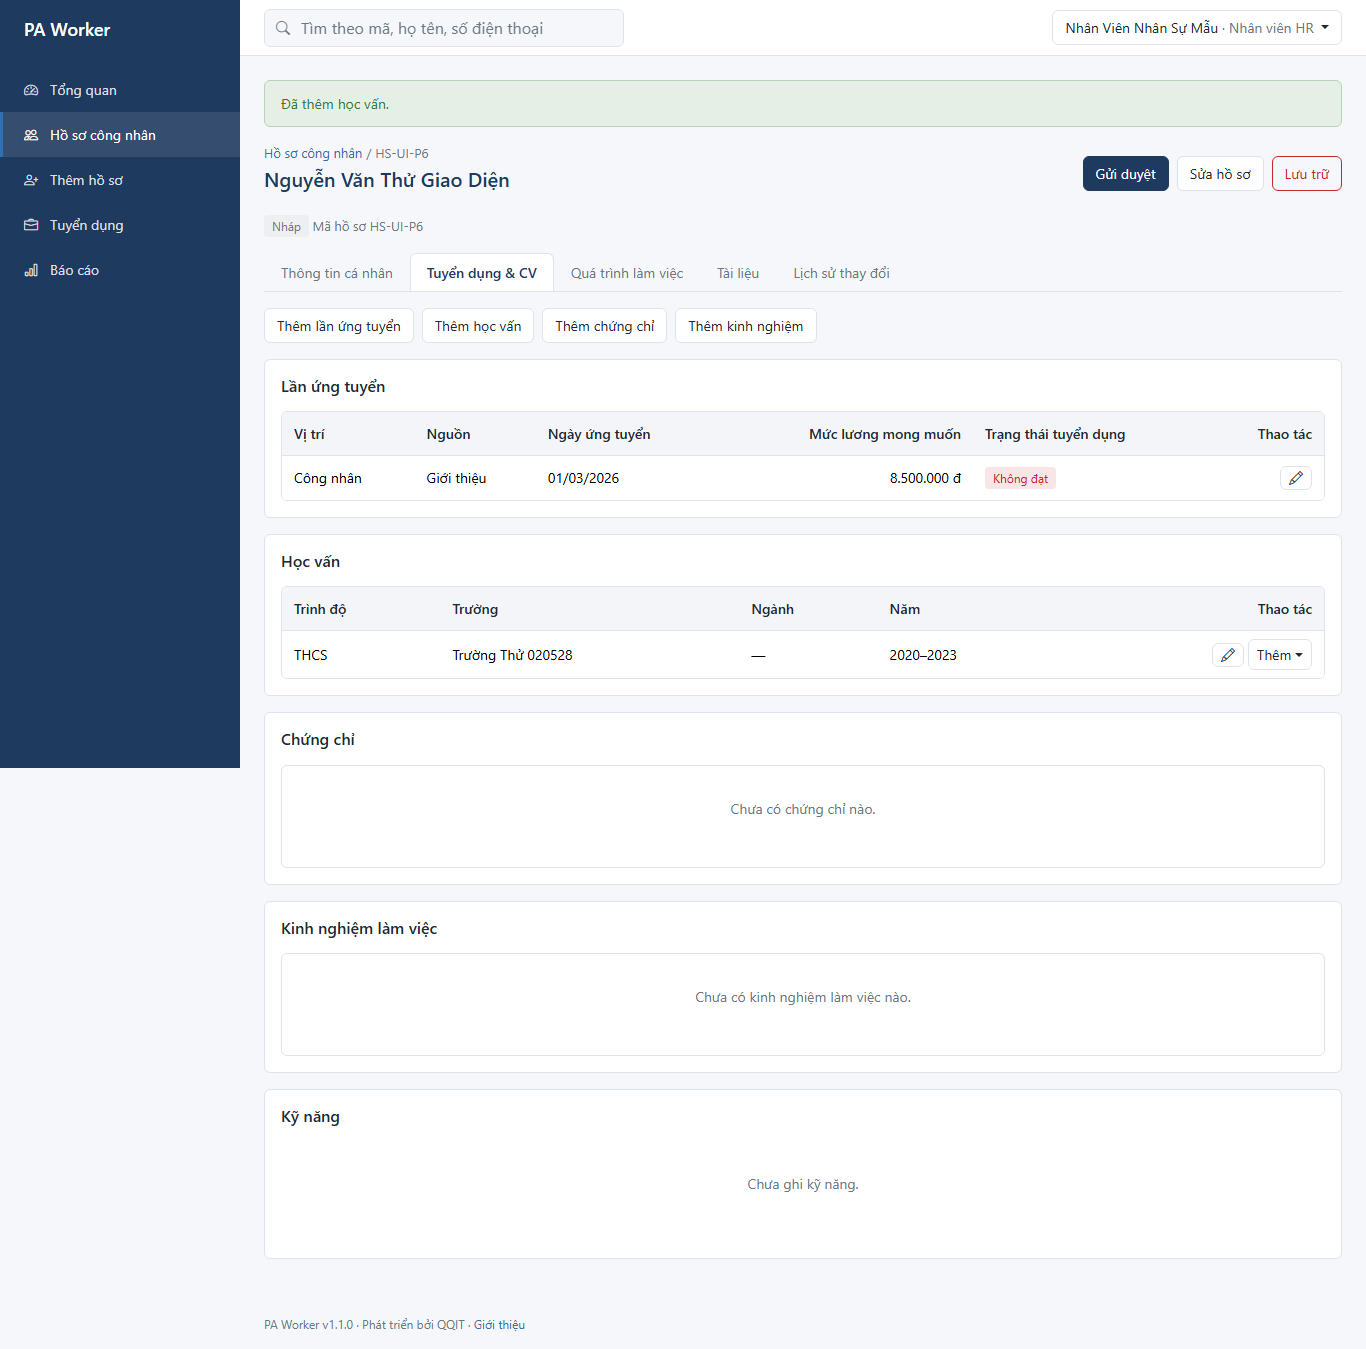 PA Worker
Tìm theo mã, họ tên, số điện thoại
Nhân Viên Nhân Sự Mẫu · Nhân viên HR
Tổng quan
Hồ sơ công nhân
Thêm hồ sơ
Tuyển dụng
Báo cáo
Đã thêm học vấn.
Hồ sơ công nhân / HS-UI-P6
Nguyễn Văn Thử Giao Diện
Gửi duyệt
Sửa hồ sơ
Lưu trữ
Nháp Mã hồ sơ HS-UI-P6
Thông tin cá nhân
Tuyển dụng & CV
Quá trình làm việc
Tài liệu
Lịch sử thay đổi
Thêm lần ứng tuyển
Thêm học vấn
Thêm chứng chỉ
Thêm kinh nghiệm
Lần ứng tuyển
Vị trí Nguồn Ngày ứng tuyển Mức lương mong muốn Trạng thái tuyển dụng Thao tác
Công nhân Giới thiệu 01/03/2026 8.500.000 đ Không đạt
Học vấn
Trình độ Trường Ngành Năm Thao tác
THCS Trường Thử 020528 — 2020–2023 Thêm
Chứng chỉ
Chưa có chứng chỉ nào.
Kinh nghiệm làm việc
Chưa có kinh nghiệm làm việc nào.
Kỹ năng
Chưa ghi kỹ năng.
PA Worker v1.1.0 · Phát triển bởi QQIT · Giới thiệu